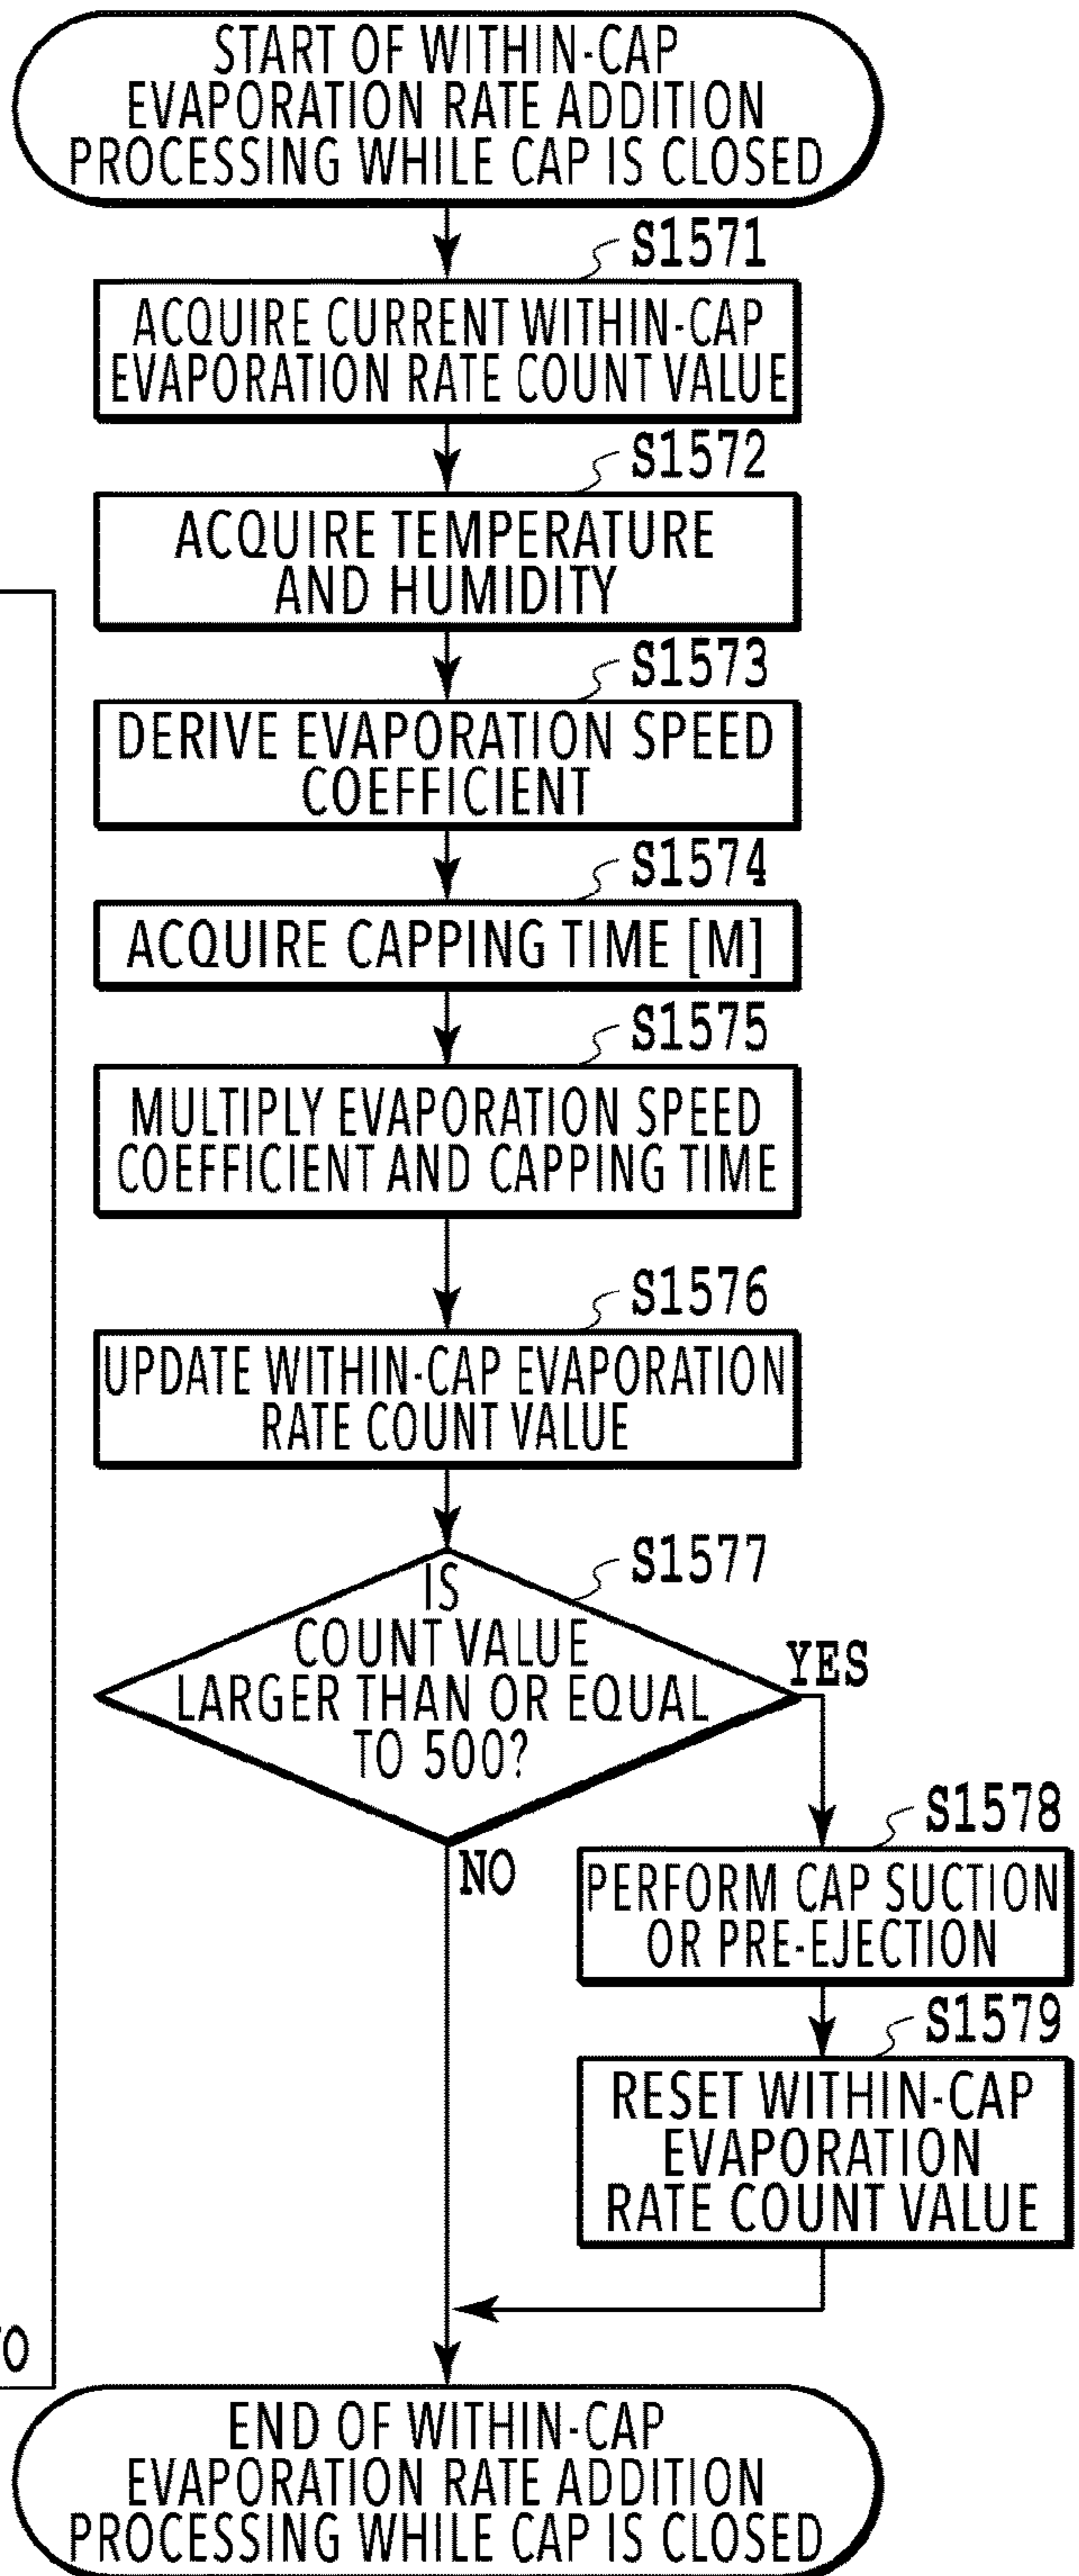 START OF WITHIN-CAP
EVAPORATION RATE ADDITION
PROCESSING WHILE CAP IS CLOSED
S1571
ACQUIRE CURRENT WITHIN-CAP
EVAPORATION RATE COUNT VALUE
S1572
ACQUIRE TEMPERATURE
AND HUMIDITY
S1573
DERIVE EVAPORATION SPEED
COEFFICIENT
S1574
ACQUIRE CAPPING TIME [M]
S1575
MULTIPLY EVAPORATION SPEED
COEFFICIENT AND CAPPING TIME
S1576
UPDATE WITHIN-CAP EVAPORATION
RATE COUNT VALUE
S1577
IS
COUNT VALUE
LARGER THAN OR EQUAL
TO 500?
YES
NO
S1578
PERFORM CAP SUCTION
OR PRE-EJECTION
S1579
RESET WITHIN-CAP
EVAPORATION
RATE COUNT VALUE
END OF WITHIN-CAP
EVAPORATION RATE ADDITION
PROCESSING WHILE CAP IS CLOSED